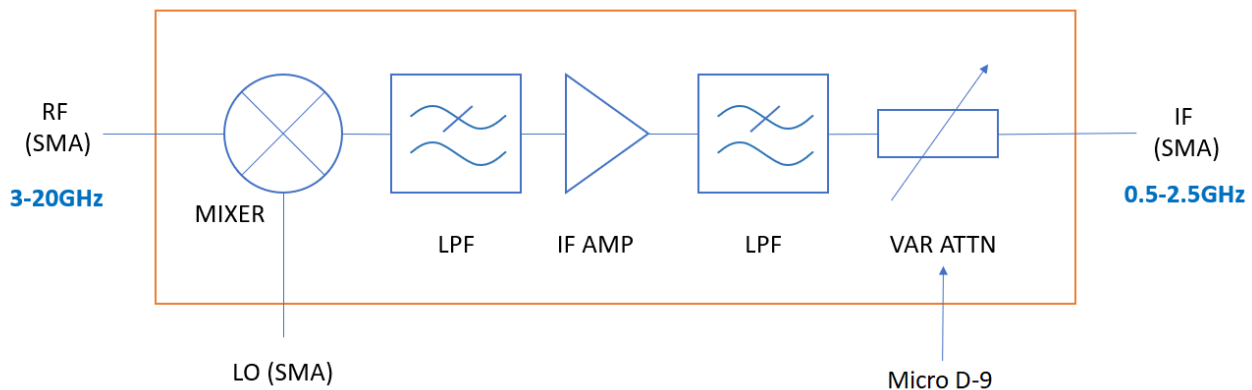 RF
(SMA)
3-20GHz
MIXER
LPF
IF AMP
LPF
VAR ATTN
IF
(SMA)
0.5-2.5GHz
LO (SMA)
Micro D-9